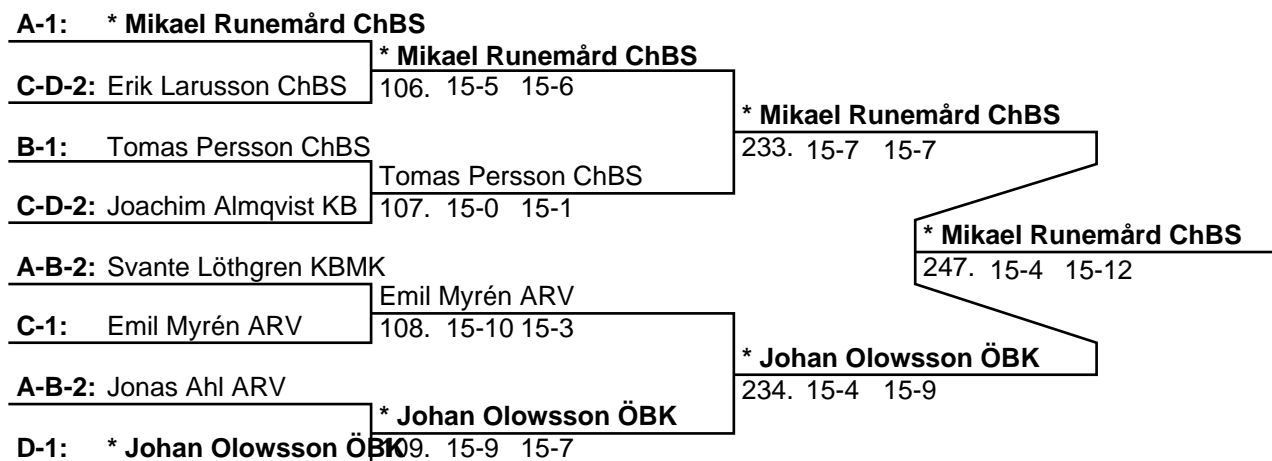 A-1: * Mikael Runemård ChBS
* Mikael Runemård ChBS
C-D-2: Erik Larusson ChBS
106. 15-5 15-6
* Mikael Runemård ChBS
B-1: Tomas Persson ChBS
233. 15-7 15-7
Tomas Persson ChBS
C-D-2: Joachim Almqvist KB
107. 15-0 15-1
* Mikael Runemård ChBS
A-B-2: Svante Löthgren KBMK
247. 15-4 15-12
Emil Myrén ARV
C-1: Emil Myrén ARV
108. 15-10 15-3
* Johan Olowsson ÖBK
A-B-2: Jonas Ahl ARV
234. 15-4 15-9
* Johan Olowsson ÖBK
D-1: * Johan Olowsson ÖBK
109. 15-9 15-7